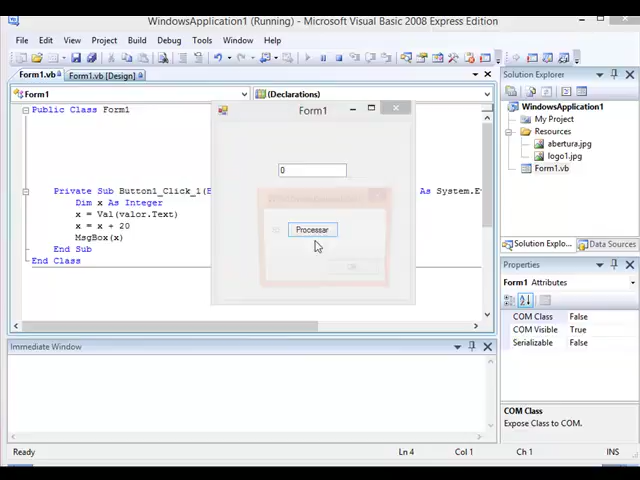 WindowsApplication1 (Running) - Microsoft Visual Basic 2008 Express Edition
File Edit View Project Build Debug Tools Window Help
Form1.vb Form1.vb [Design]
Form1 (Declarations)
Public Class Form1
Private Sub Button1_Click_1(
As System.Ev
Dim x As Integer
x = Val(valor.Text)
x = x + 20
MsgBox(x)
End Sub
End Class
Form1
0
Processar
OK
Solution Explorer
WindowsApplication1
My Project
Resources
abertura.jpg
logo1.jpg
Form1.vb
Solution Explo... Data Sources
Properties
Form1 Attributes
COM Class False
COM Visible True
Serializable False
COM Class
Expose Class to COM.
Immediate Window
Ready Ln 4 Col 1 Ch 1 INS